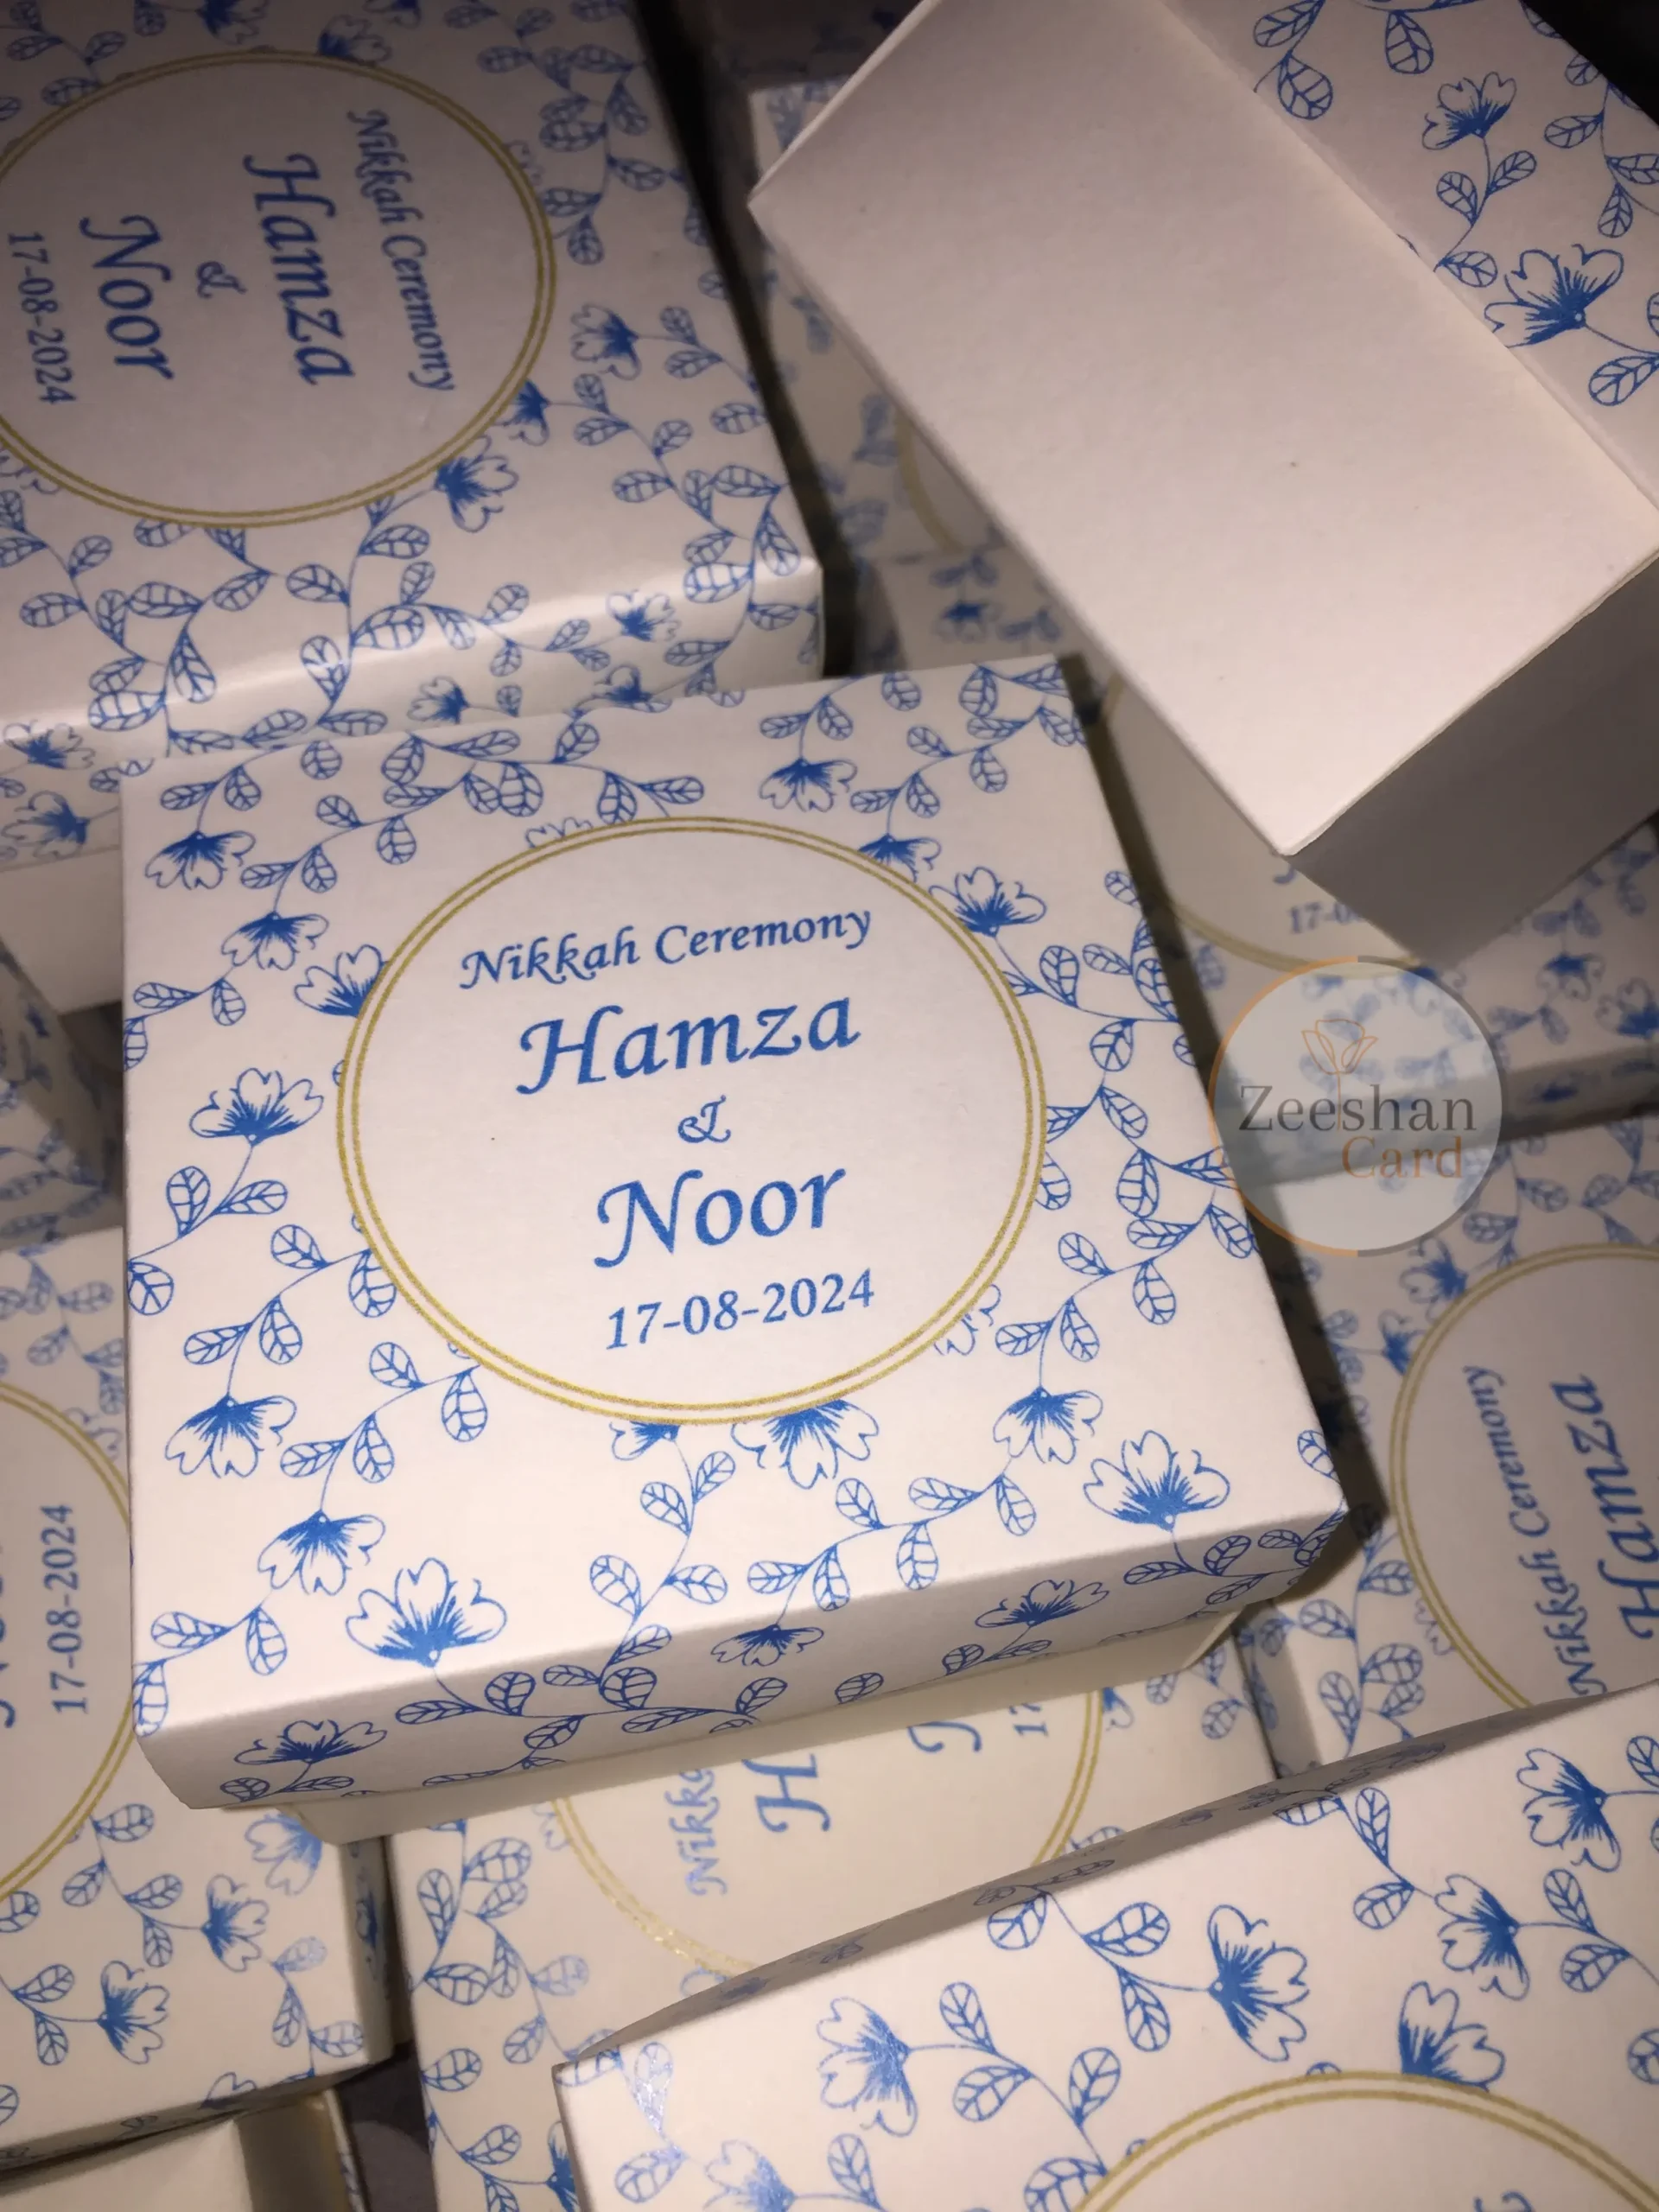 Nikkah Ceremony
Hamza
&
Noor
17-08-2024
Nikkah Ceremony
Hamza
&
Noor
17-08-2024
Zeeshan
Card
17-08-2024
Nikkah Ceremony
Hamza